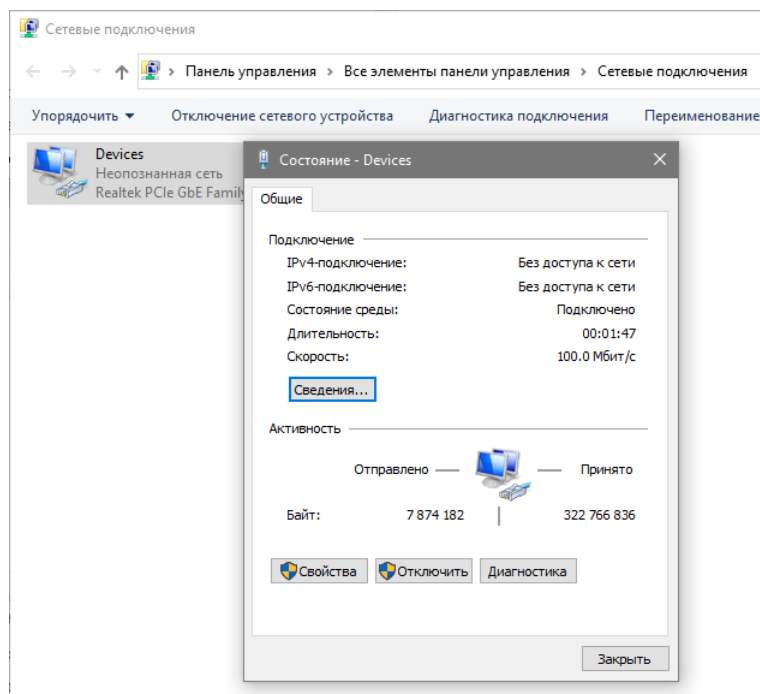 Сетевые подключения
Панель управления › Все элементы панели управления › Сетевые подключения
Упорядочить Отключение сетевого устройства Диагностика подключения Переименование
Devices
Неопознанная сеть
Realtek PCIe GbE Family
Состояние - Devices
Общие
Подключение
IPv4-подключение: Без доступа к сети
IPv6-подключение: Без доступа к сети
Состояние среды: Подключено
Длительность: 00:01:47
Скорость: 100.0 Мбит/с
Сведения...
Активность
Отправлено — — Принято
Байт: 7 874 182 | 322 766 836
Свойства Отключить Диагностика
Закрыть